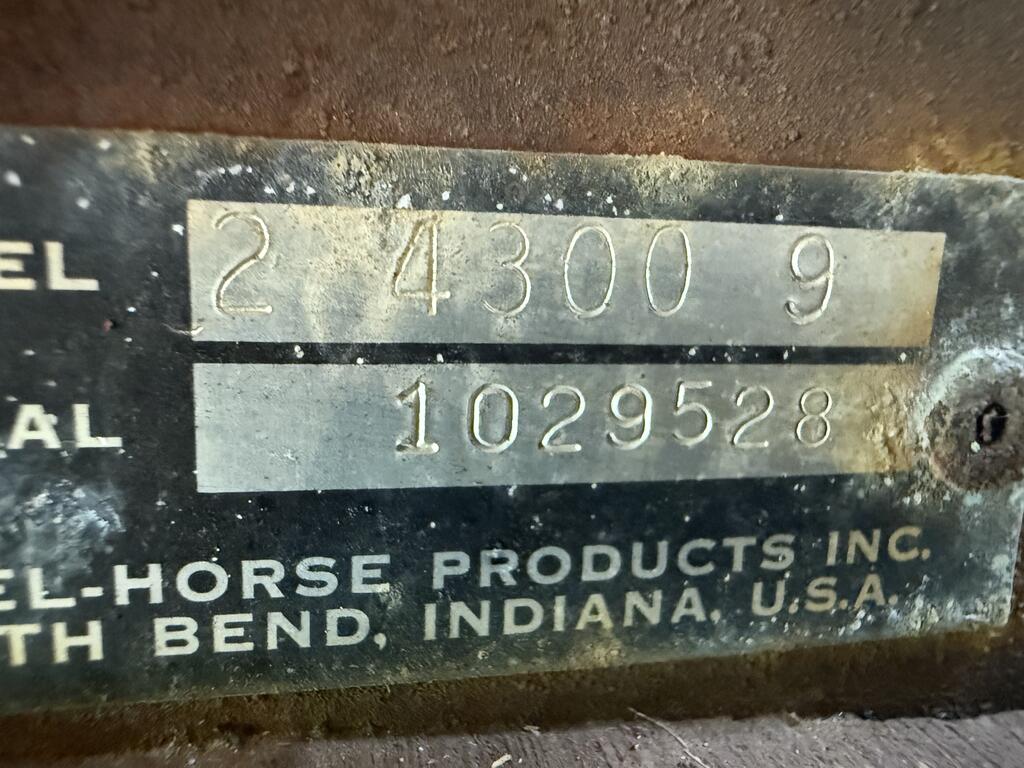 EL 2 4300 9
AL 1029528
EL-HORSE PRODUCTS INC.
TH BEND, INDIANA, U.S.A.